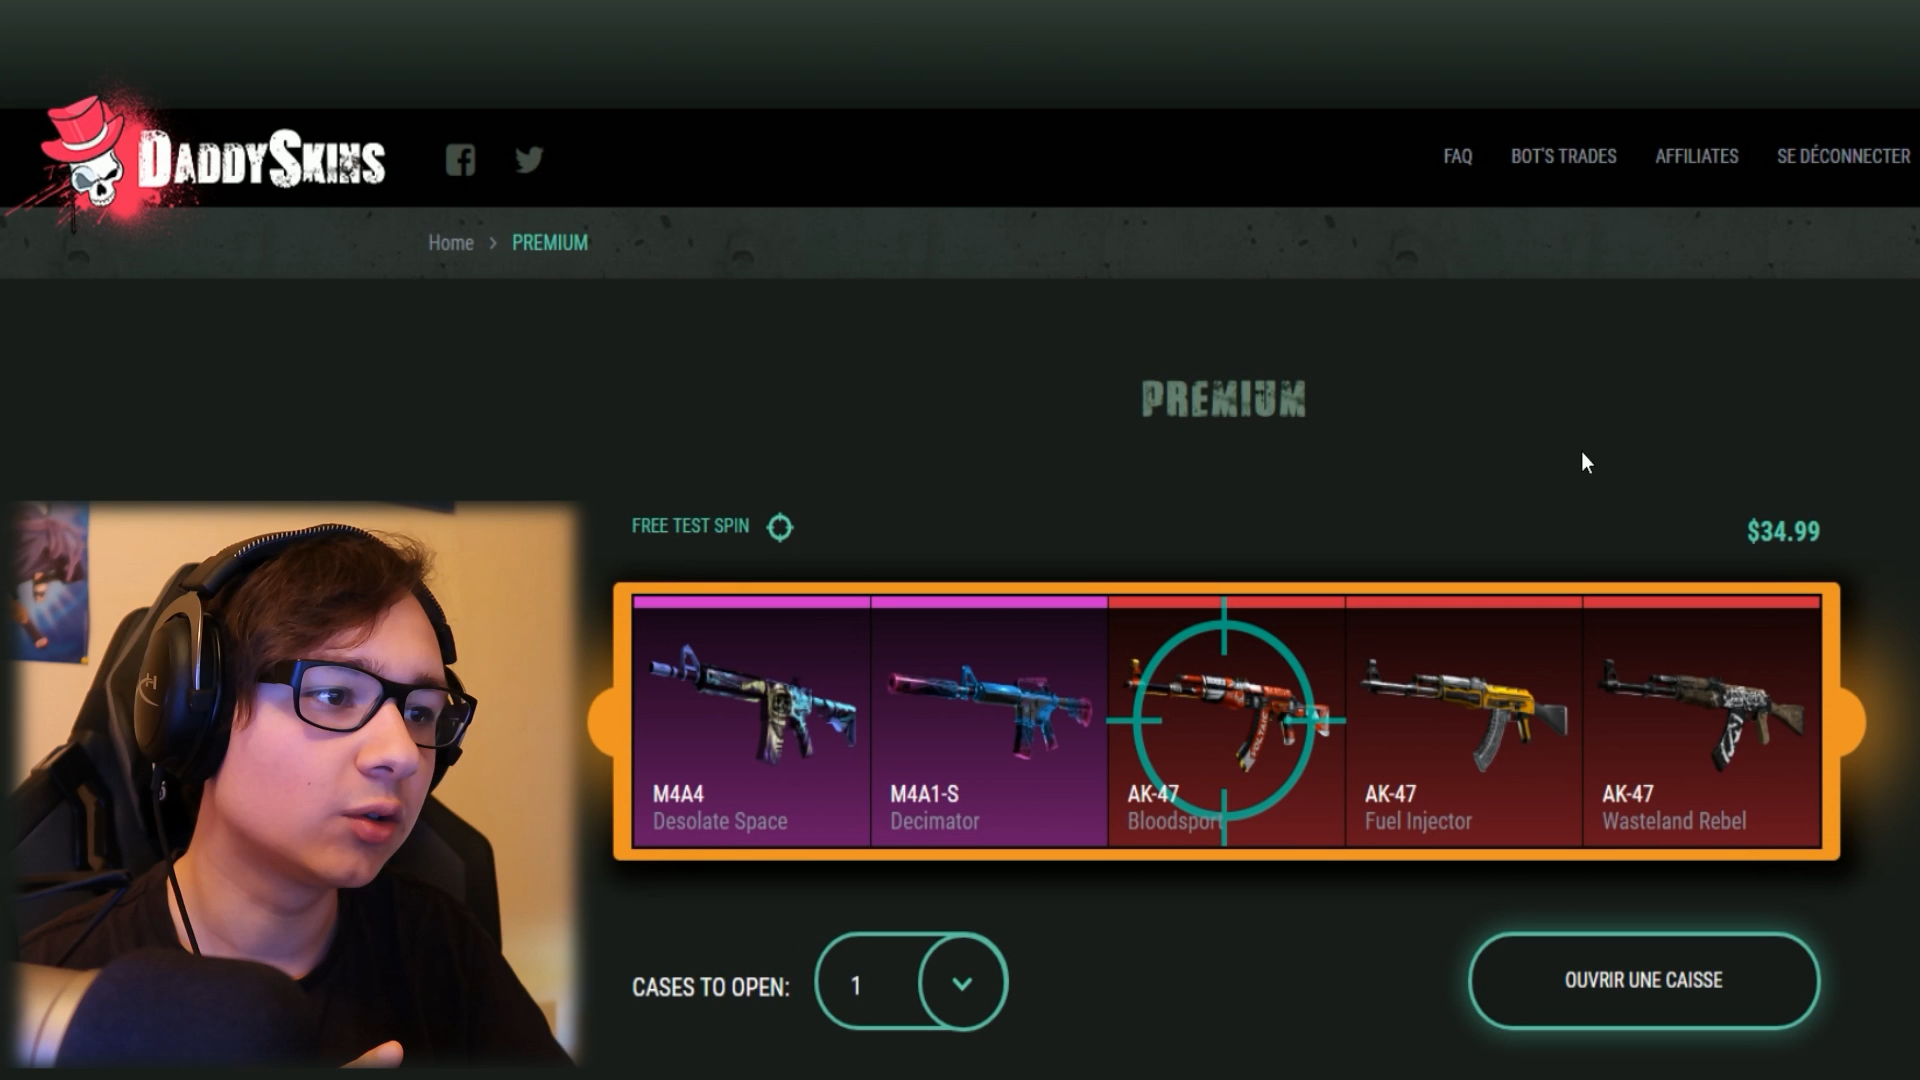 DADDYSKINS
FAQ
BOT'S TRADES
AFFILIATES
SE DÉCONNECTER
Home > PREMIUM
PREMIUM
FREE TEST SPIN
$34.99
M4A4
Desolate Space
M4A1-S
Decimator
AK-47
Bloodsport
AK-47
Fuel Injector
AK-47
Wasteland Rebel
CASES TO OPEN:
1
OUVRIR UNE CAISSE